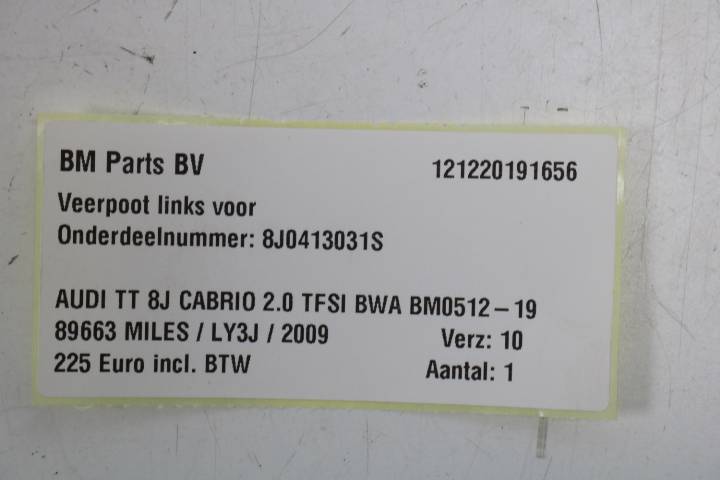 BM Parts BV 121220191656
Veerpoot links voor
Onderdeelnummer: 8J0413031S
AUDI TT 8J CABRIO 2.0 TFSI BWA BM0512-19
89663 MILES / LY3J / 2009 Verz: 10
225 Euro incl. BTW Aantal: 1